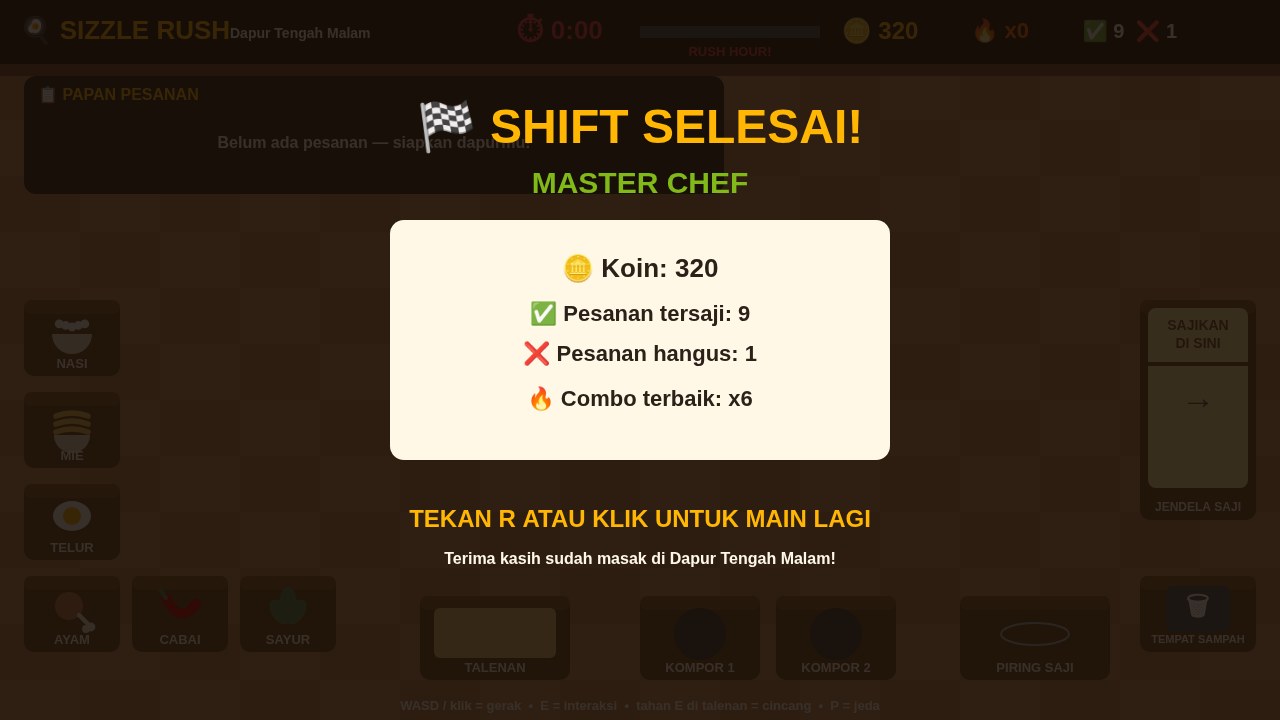 SIZZLE RUSH Dapur Tengah Malam 0:00 320 x0 9 1
RUSH HOUR!
PAPAN PESANAN
Belum ada pesanan — siapkan dapurmu!
SHIFT SELESAI!
MASTER CHEF
Koin: 320
Pesanan tersaji: 9
Pesanan hangus: 1
Combo terbaik: x6
TEKAN R ATAU KLIK UNTUK MAIN LAGI
Terima kasih sudah masak di Dapur Tengah Malam!
NASI
MIE
TELUR
AYAM
CABAI
SAYUR
TALENAN
KOMPOR 1
KOMPOR 2
PIRING SAJI
SAJIKAN
DI SINI
→
JENDELA SAJI
TEMPAT SAMPAH
WASD / klik = gerak • E = interaksi • tahan E di talenan = cincang • P = jeda